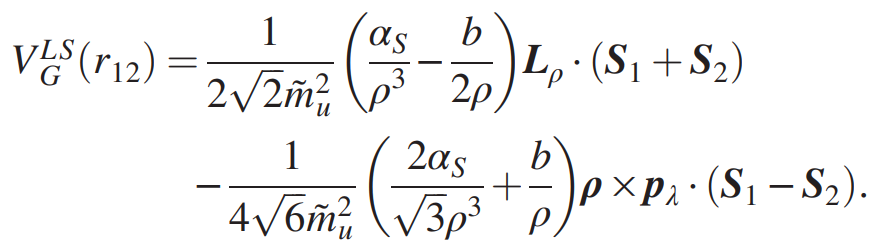 $V_G^{LS}(r_{12}) = \frac{1}{2\sqrt{2}\tilde{m}_u^2} \left( \frac{\alpha_S}{\rho^3} - \frac{b}{2\rho} \right) \boldsymbol{L}_\rho \cdot (\boldsymbol{S}_1 + \boldsymbol{S}_2)$
$- \frac{1}{4\sqrt{6}\tilde{m}_u^2} \left( \frac{2\alpha_S}{\sqrt{3}\rho^3} + \frac{b}{\rho} \right) \boldsymbol{\rho} \times \boldsymbol{p}_\lambda \cdot (\boldsymbol{S}_1 - \boldsymbol{S}_2).$